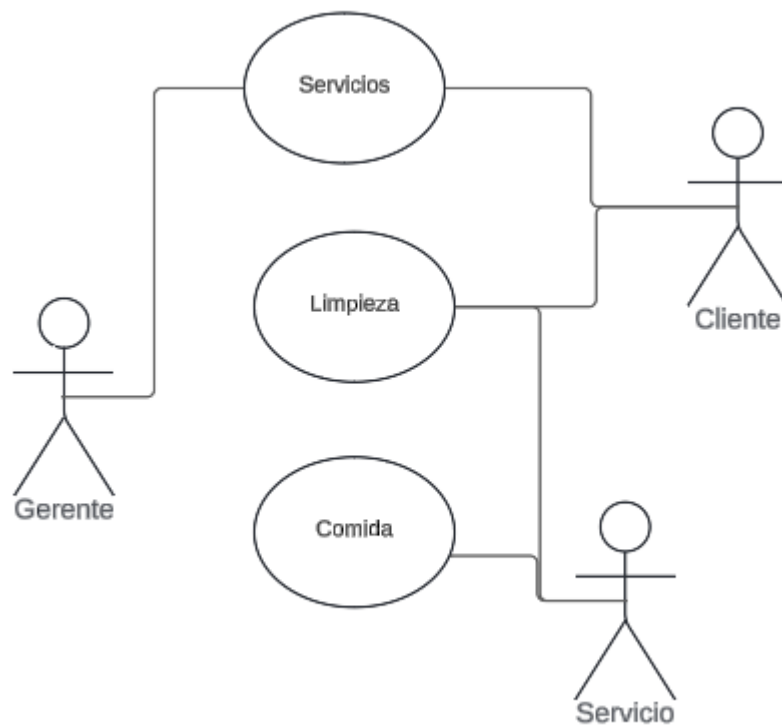 Servicios
Limpieza
Cliente
Gerente
Comida
Servicio